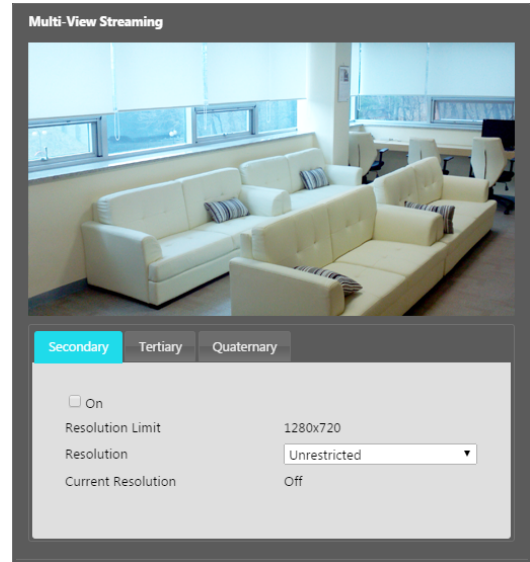 Multi-View Streaming
Secondary Tertiary Quaternary
On
Resolution Limit 1280x720
Resolution Unrestricted
Current Resolution Off